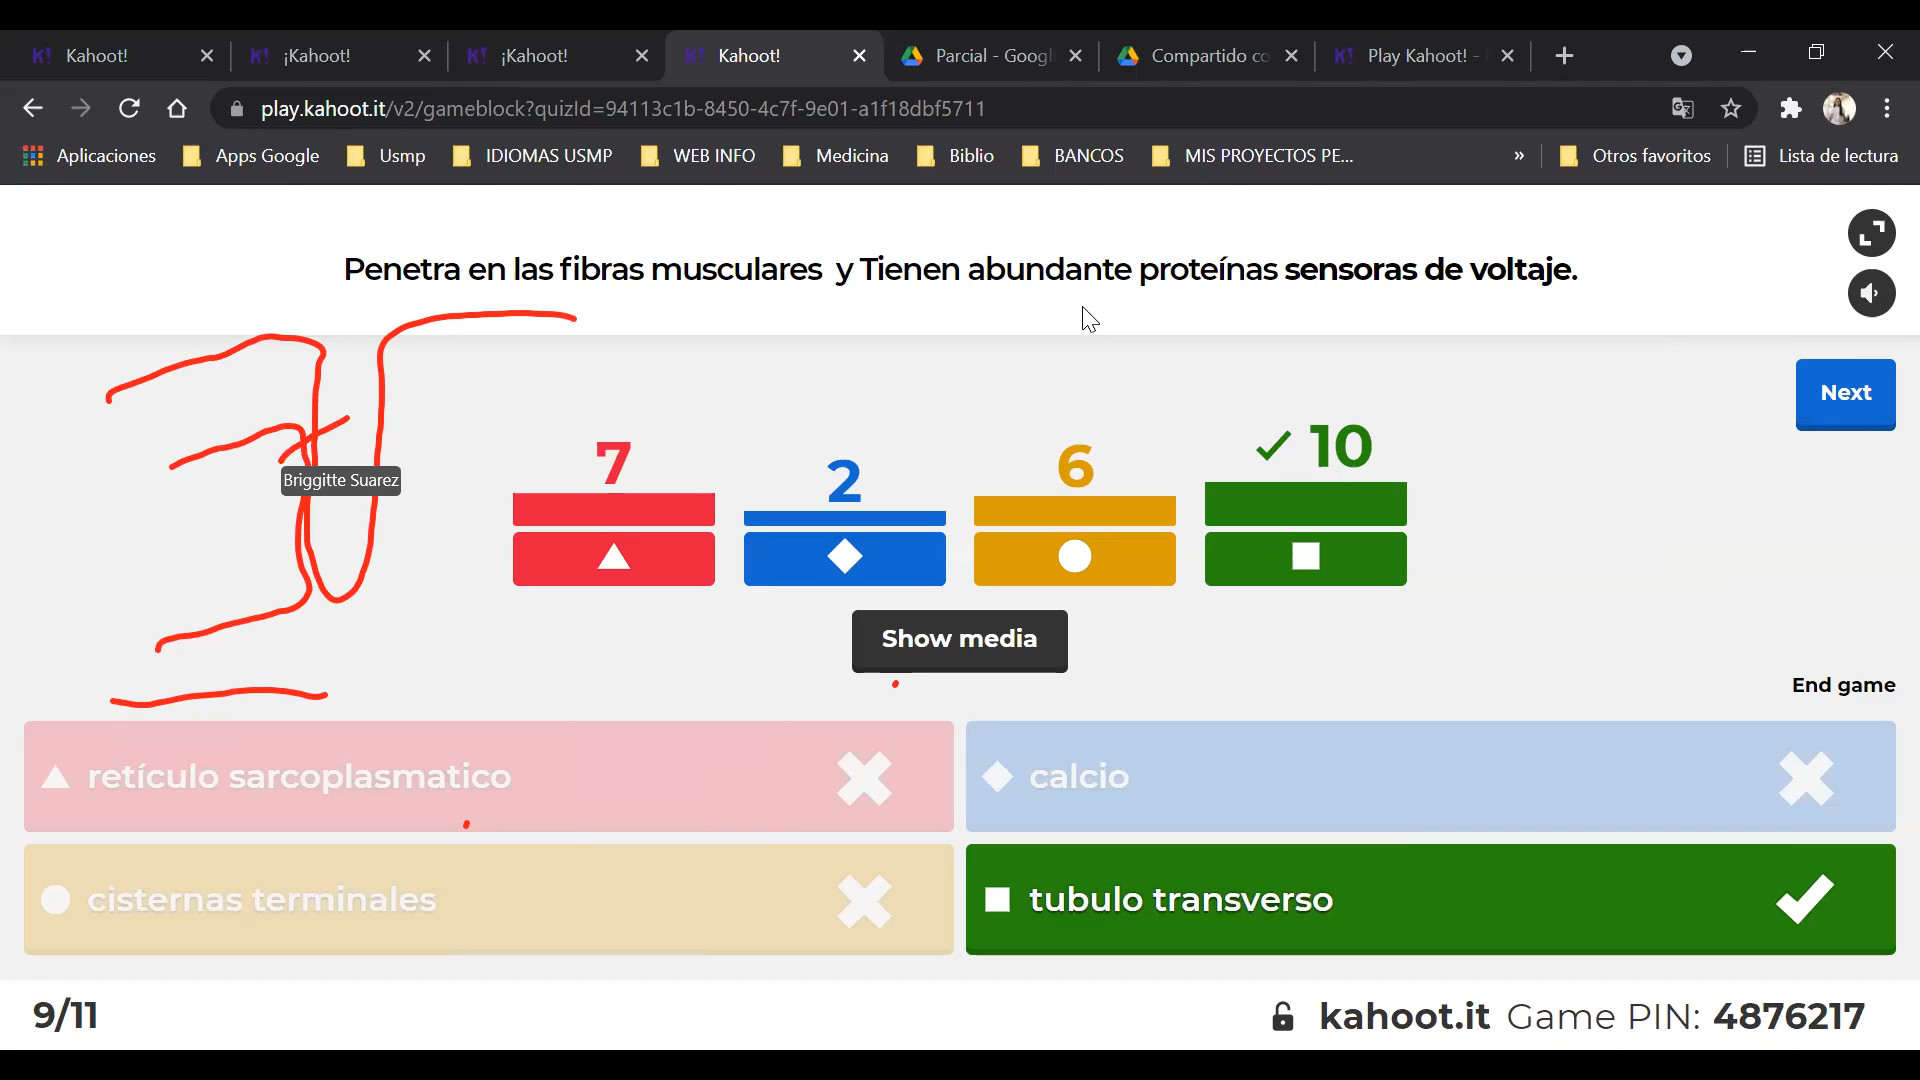 Kahoot!
¡Kahoot!
¡Kahoot!
Kahoot!
Parcial - Googl
Compartido co
Play Kahoot! -
play.kahoot.it/v2/gameblock?quizId=94113c1b-8450-4c7f-9e01-a1f18dbf5711
Aplicaciones
Apps Google
Usmp
IDIOMAS USMP
WEB INFO
Medicina
Biblio
BANCOS
MIS PROYECTOS PE...
»
Otros favoritos
Lista de lectura
Penetra en las fibras musculares y Tienen abundante proteínas sensoras de voltaje.
Next
7
2
6
10
Briggitte Suarez
Show media
End game
retículo sarcoplasmatico
calcio
cisternas terminales
tubulo transverso
9/11
kahoot.it Game PIN: 4876217